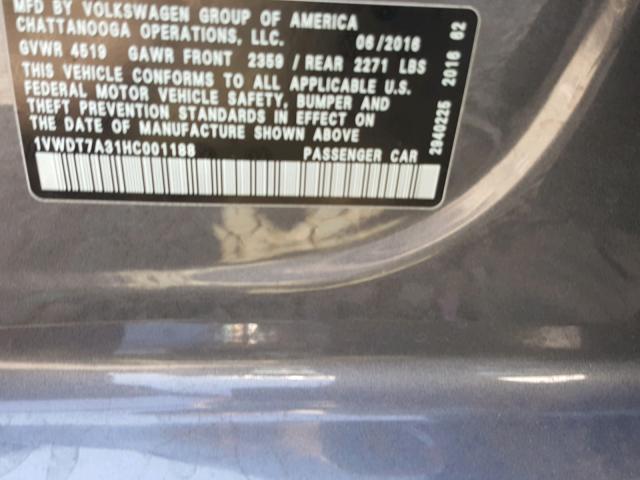 MFD BY VOLKSWAGEN GROUP OF AMERICA
CHATTANOOGA OPERATIONS, LLC. 06/2016
GVWR 4519 GAWR FRONT 2359 / REAR 2271 LBS
THIS VEHICLE CONFORMS TO ALL APPLICABLE U.S.
FEDERAL MOTOR VEHICLE SAFETY, BUMPER AND
THEFT PREVENTION STANDARDS IN EFFECT ON
THE DATE OF MANUFACTURE SHOWN ABOVE
1VWDT7A31HC001188 PASSENGER CAR
2940225 2016 02